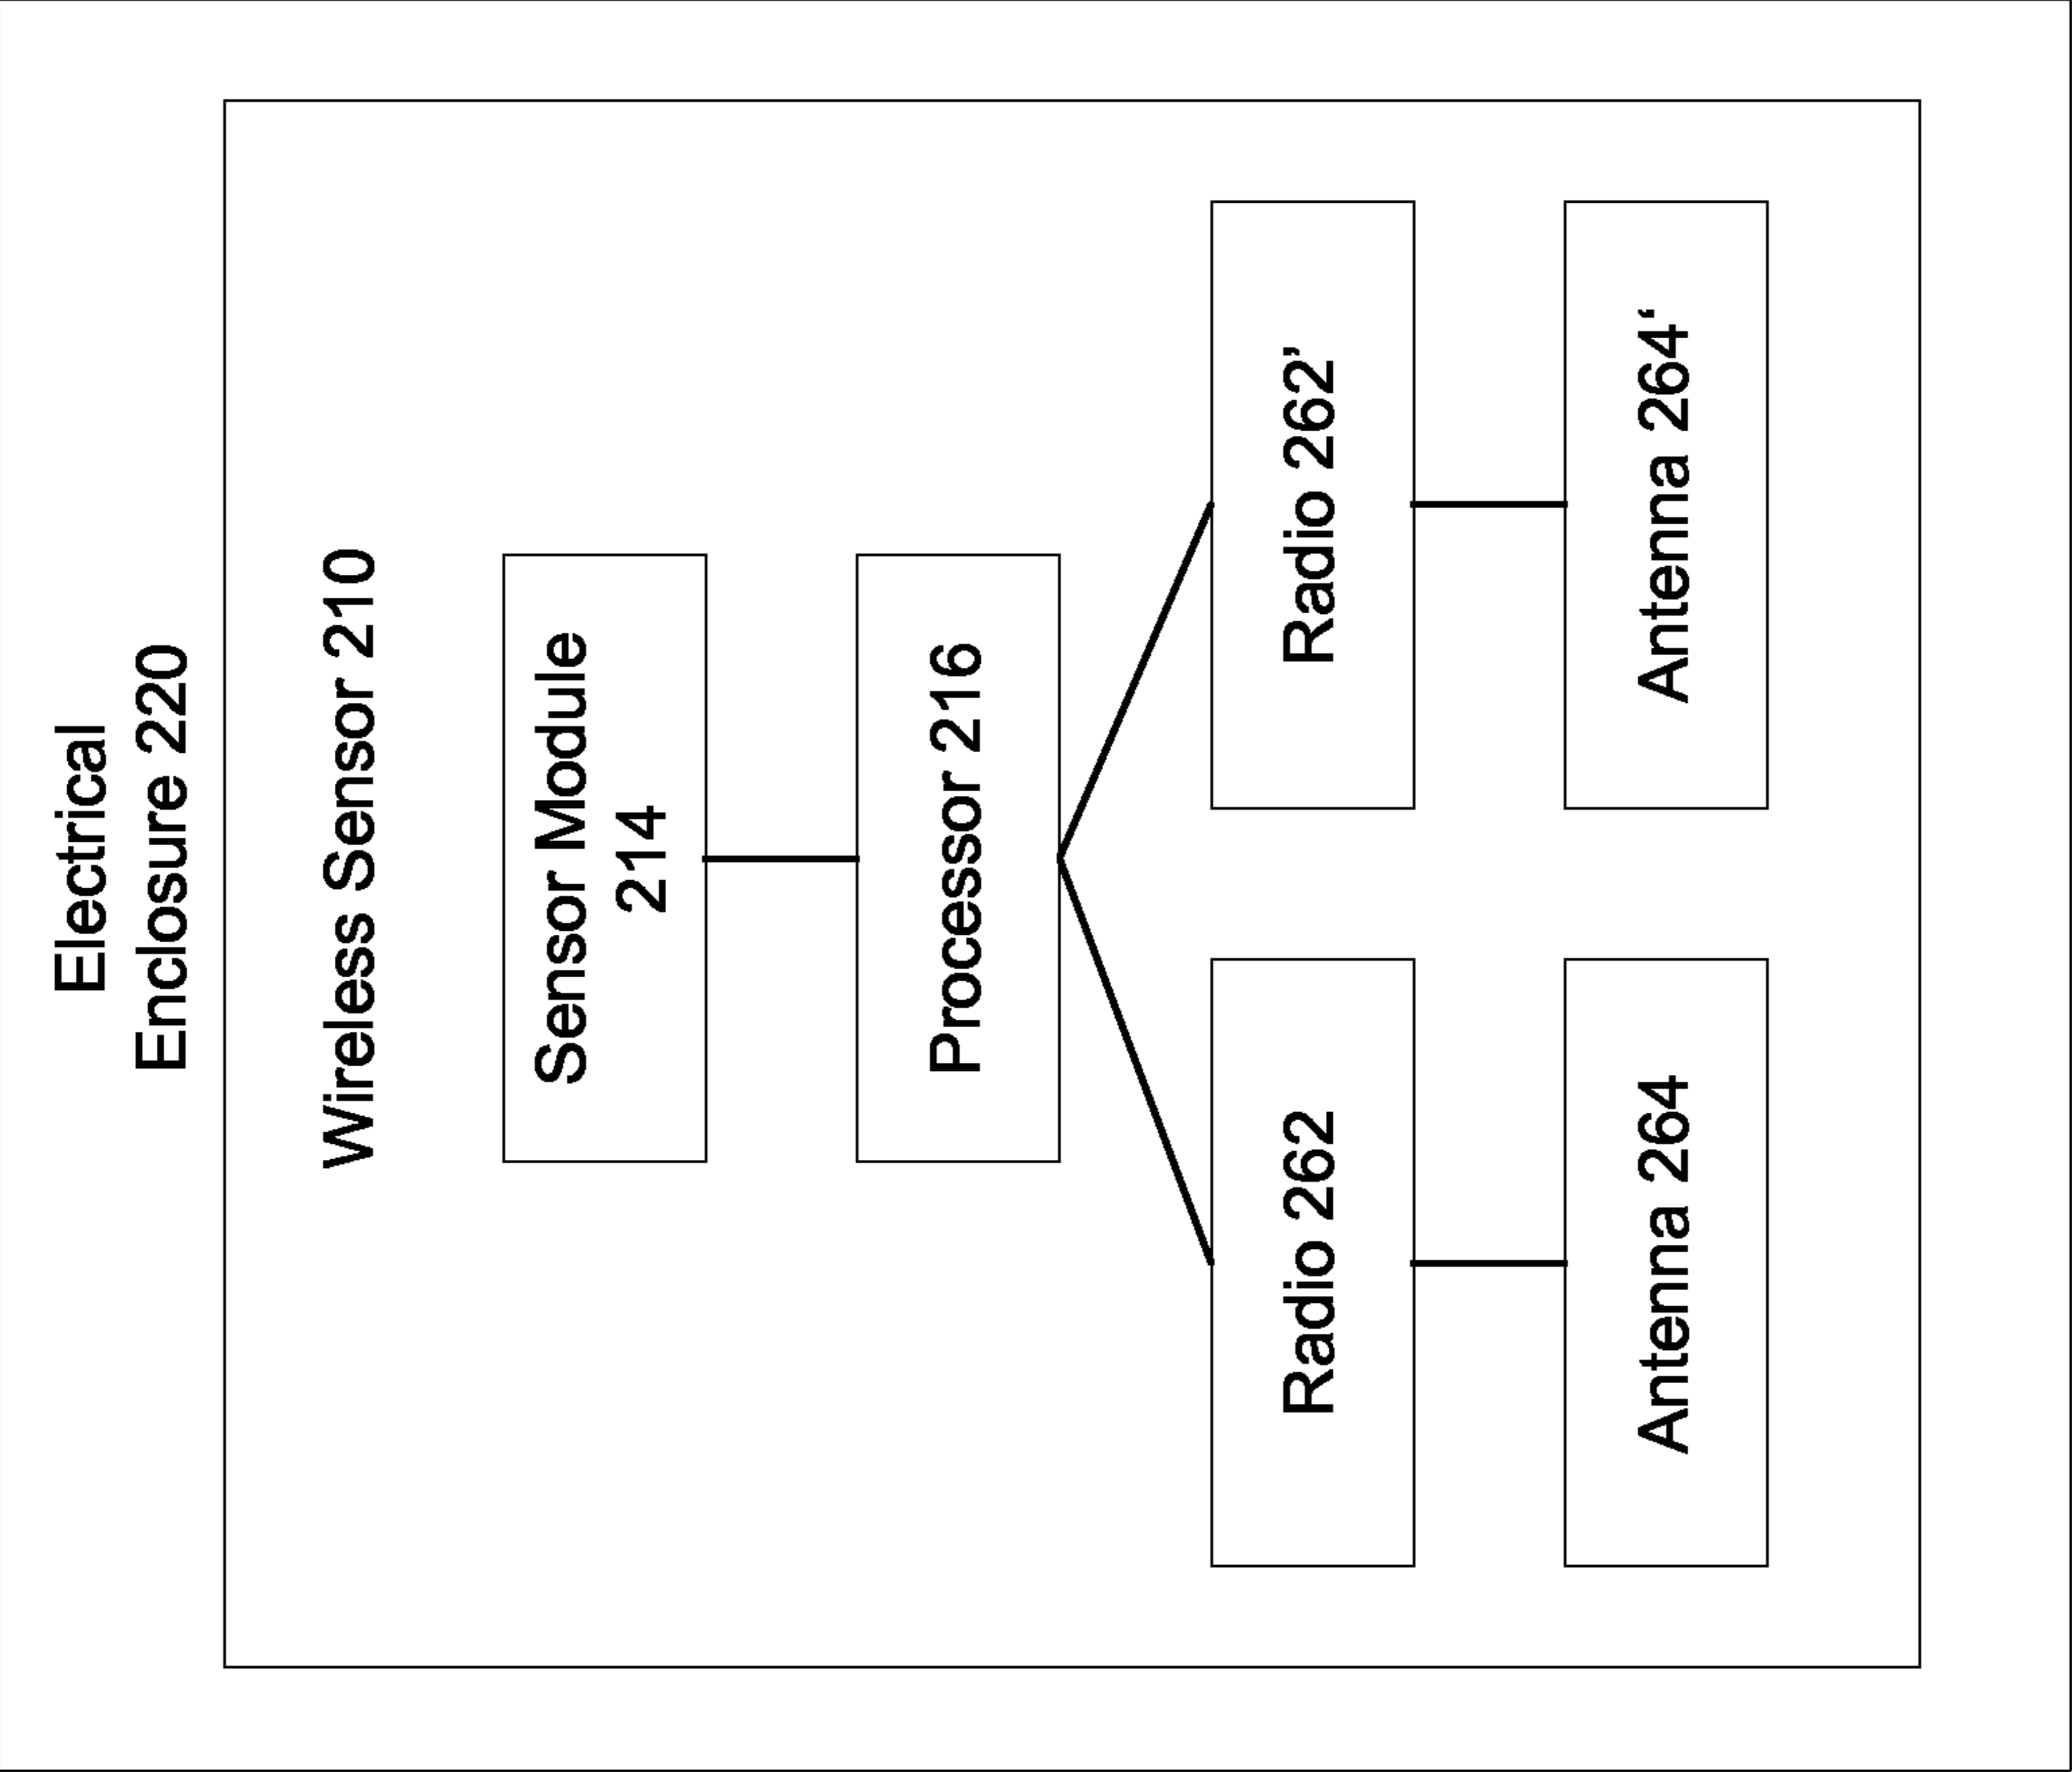 Electrical
Enclosure 220
Wireless Sensor 210
Sensor Module
214
Processor 216
Radio 262
Radio 262’
Antenna 264
Antenna 264‘